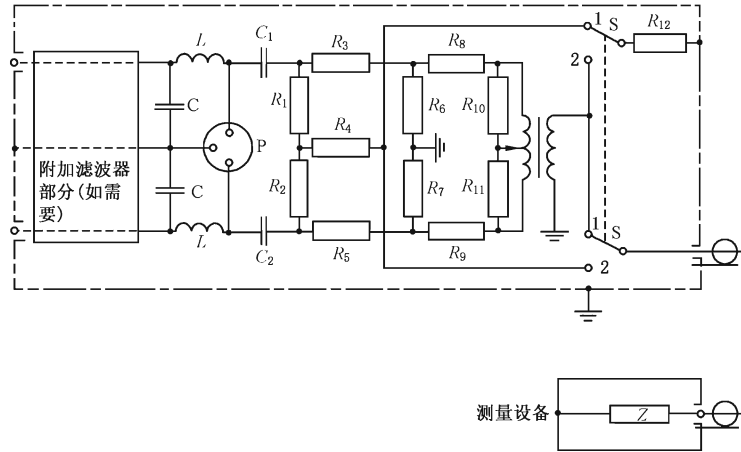 L
C₁
R₃
R₈
1
S
R₁₂
2
C
R₁
R₆
R₁₀
P
R₄
附加滤波器
部分(如需
要)
C
R₂
R₇
R₁₁
1
S
L
C₂
R₅
R₉
2
测量设备
Z